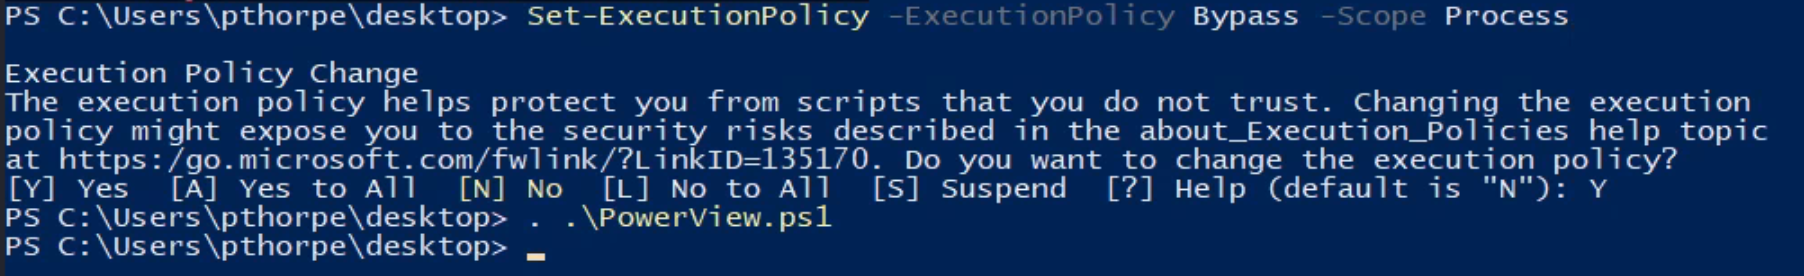 PS C:\Users\pthorpe\desktop> Set-ExecutionPolicy -ExecutionPolicy Bypass -Scope Process
Execution Policy Change
The execution policy helps protect you from scripts that you do not trust. Changing the execution
policy might expose you to the security risks described in the about_Execution_Policies help topic
at https:/go.microsoft.com/fwlink/?LinkID=135170. Do you want to change the execution policy?
[Y] Yes  [A] Yes to All  [N] No  [L] No to All  [S] Suspend  [?] Help (default is "N"): Y
PS C:\Users\pthorpe\desktop> . .\PowerView.ps1
PS C:\Users\pthorpe\desktop>